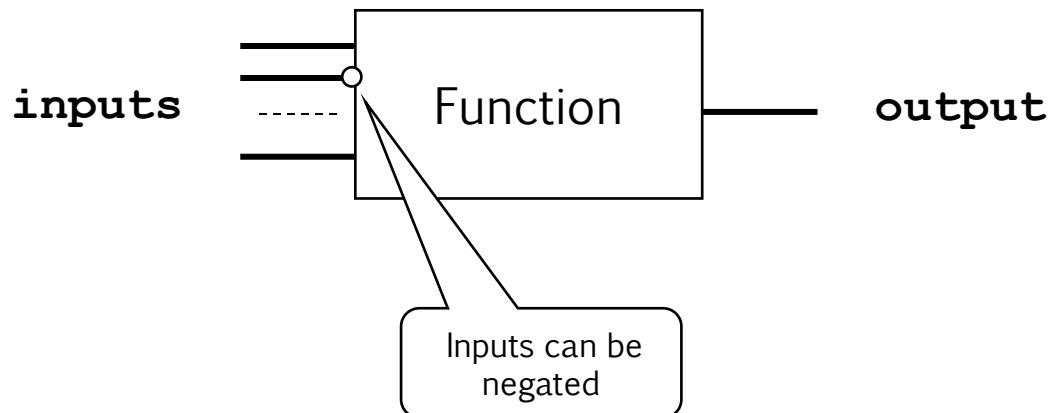 inputs
Function
output
Inputs can be
negated